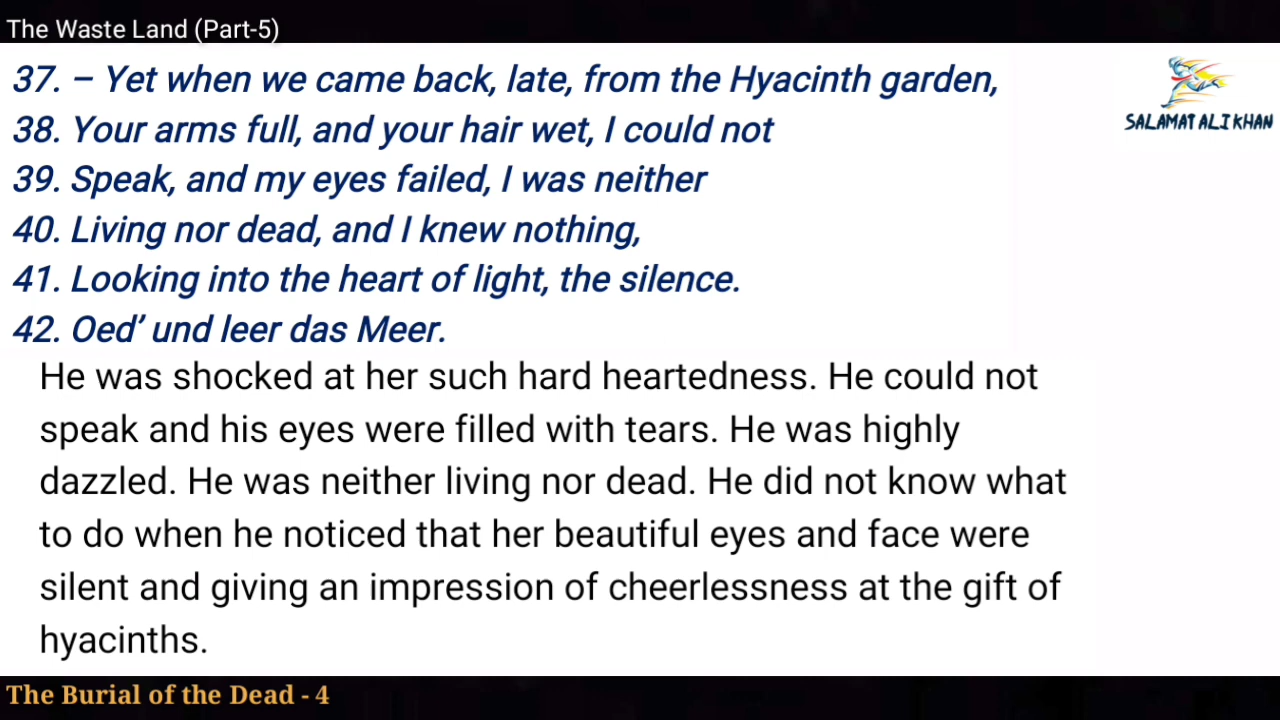 The Waste Land (Part-5)
37. – Yet when we came back, late, from the Hyacinth garden,
38. Your arms full, and your hair wet, I could not
39. Speak, and my eyes failed, I was neither
40. Living nor dead, and I knew nothing,
41. Looking into the heart of light, the silence.
42. Oed’ und leer das Meer.
SALAMAT ALI KHAN
He was shocked at her such hard heartedness. He could not
speak and his eyes were filled with tears. He was highly
dazzled. He was neither living nor dead. He did not know what
to do when he noticed that her beautiful eyes and face were
silent and giving an impression of cheerlessness at the gift of
hyacinths.
The Burial of the Dead - 4